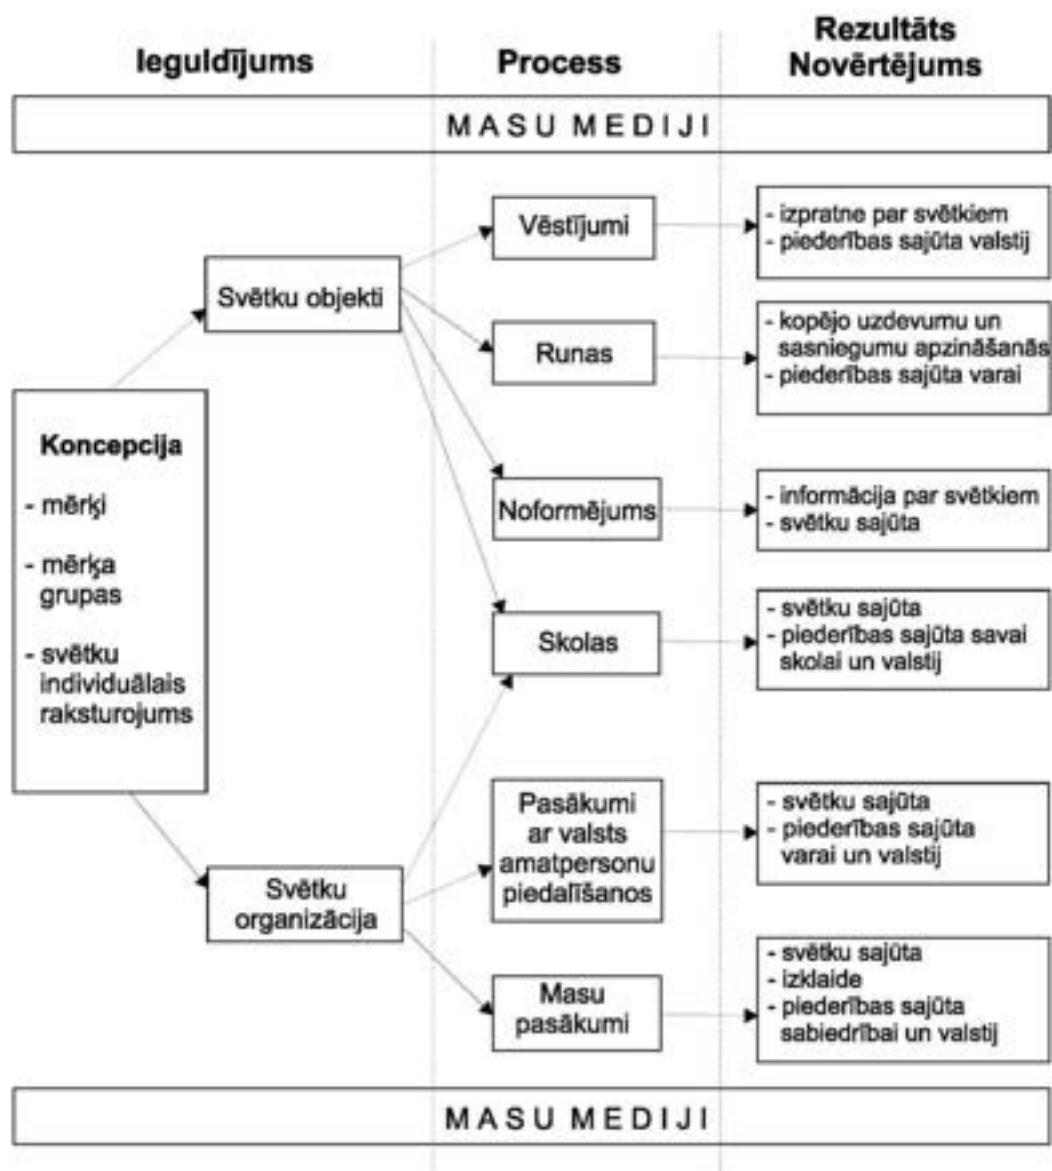 Ieguldījums
Process
Rezultāts
Novērtējums
MASU MEDIJI
Koncepcija
- mērķi
- mērķa
grupas
- svētku
individuālais
raksturojums
Svētku objekti
Svētku
organizācija
Vēstījumi
Runas
Noformējums
Skolas
Pasākumi
ar valsts
amatpersonu
piedalīšanos
Masu
pasākumi
- izpratne par svētkiem
- piederības sajūta valstij
- kopējo uzdevumu un
sasniegumu apzināšanās
- piederības sajūta varai
- informācija par svētkiem
- svētku sajūta
- svētku sajūta
- piederības sajūta savai
skolai un valstij
- svētku sajūta
- piederības sajūta
varai un valstij
- svētku sajūta
- izklaide
- piederības sajūta
sabiedrībai un valstij
MASU MEDIJI